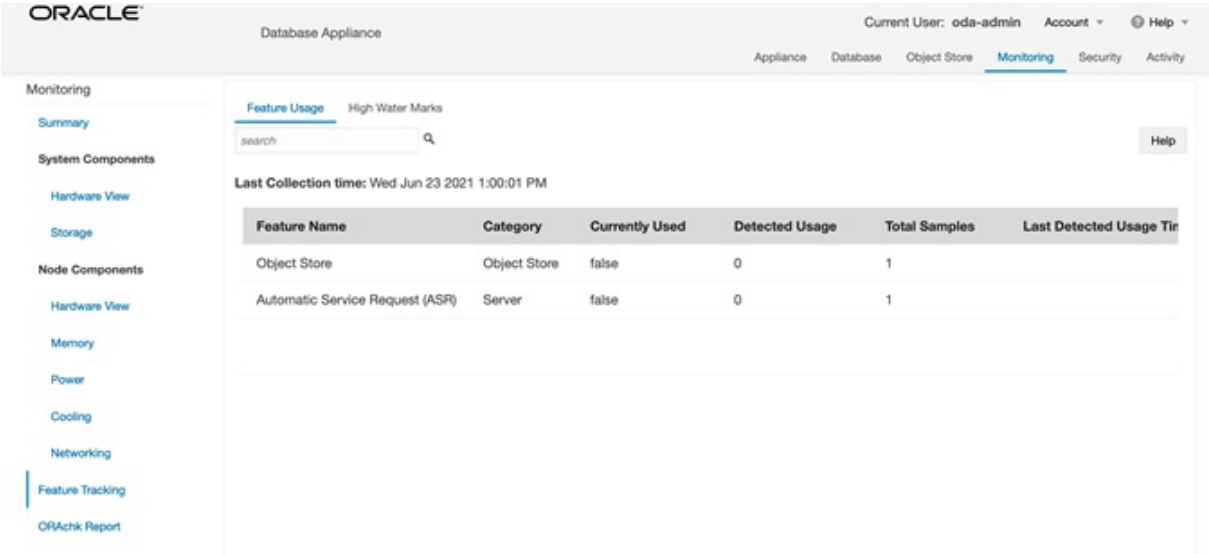 ORACLE
Database Appliance
Current User: oda-admin Account Help
Appliance Database Object Store Monitoring Security Activity
Monitoring
Summary
System Components
Hardware View
Storage
Node Components
Hardware View
Memory
Power
Cooling
Networking
Feature Tracking
ORAchk Report
Feature Usage High Water Marks
search
Help
Last Collection time: Wed Jun 23 2021 1:00:01 PM
Feature Name Category Currently Used Detected Usage Total Samples Last Detected Usage Tin
Object Store Object Store false 0 1
Automatic Service Request (ASR) Server false 0 1